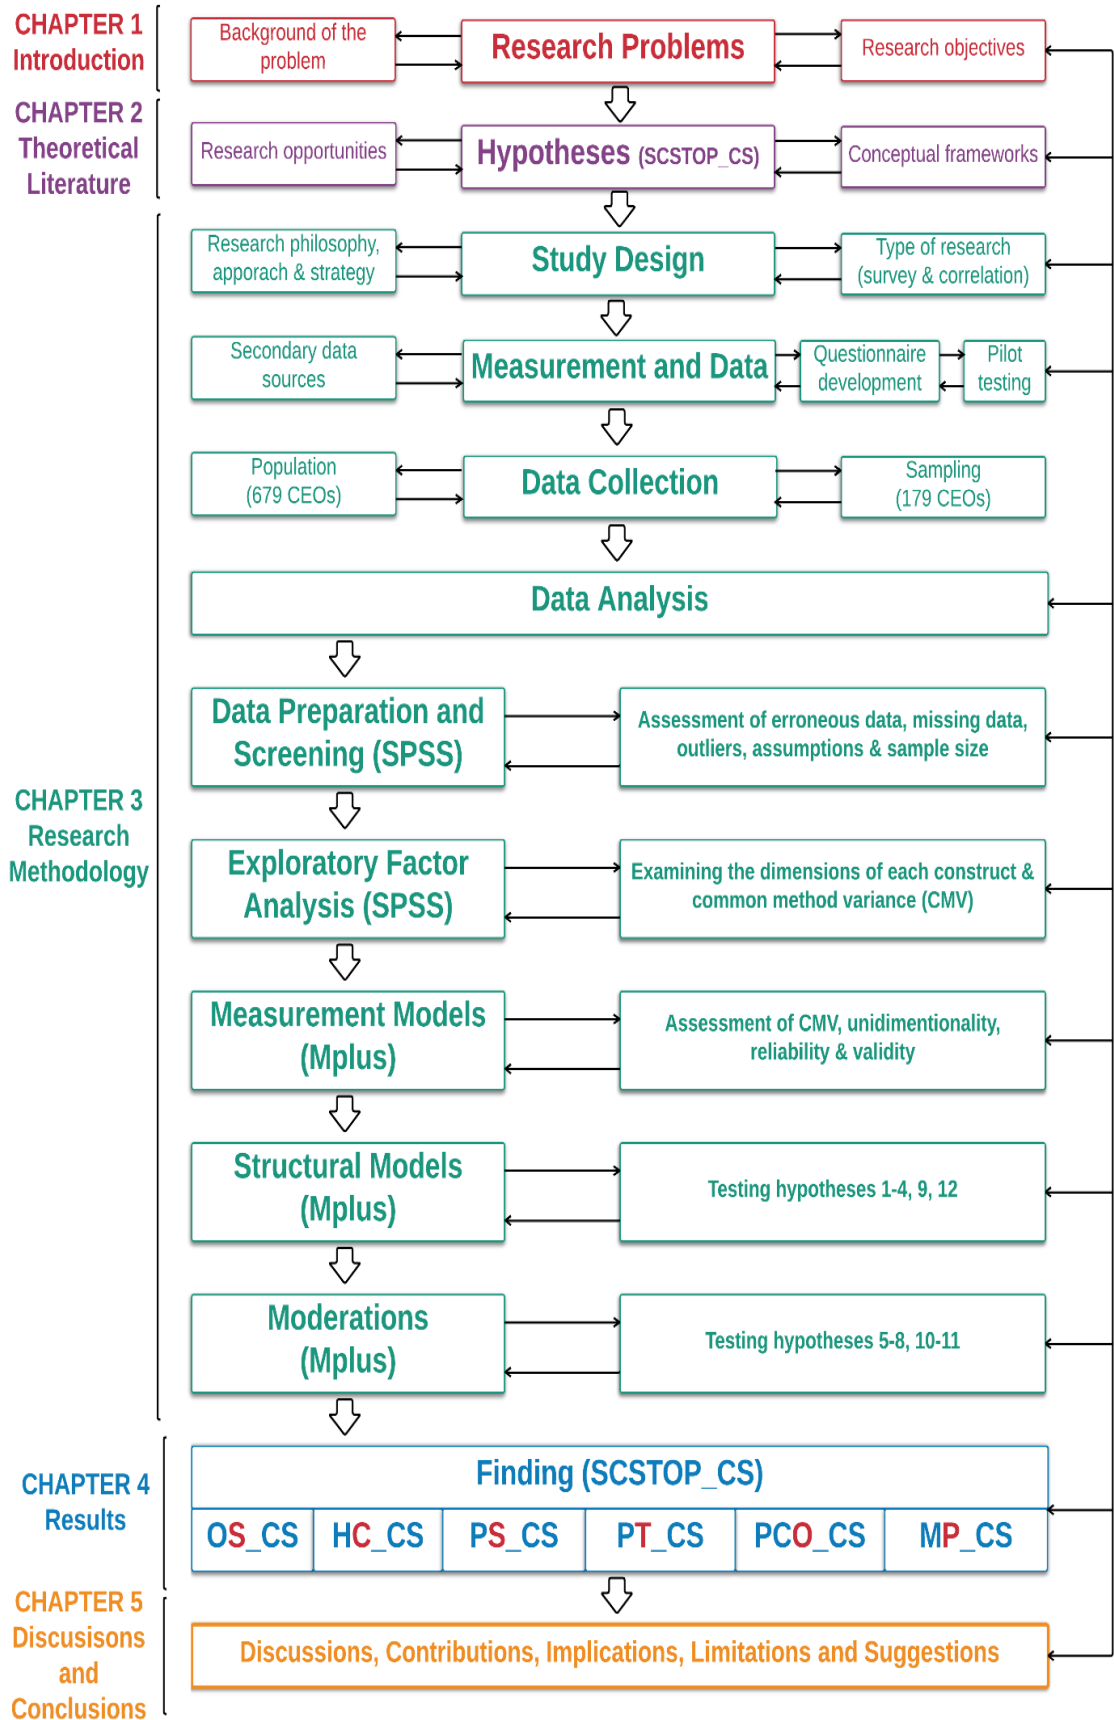 CHAPTER 1
Introduction
Background of the
problem
Research Problems
Research objectives
CHAPTER 2
Theoretical
Literature
Research opportunities
Hypotheses (SCSTOP_CS)
Conceptual frameworks
CHAPTER 3
Research
Methodology
Research philosophy,
apporach & strategy
Study Design
Type of research
(survey & correlation)
Secondary data
sources
Measurement and Data
Questionnaire
development
Pilot
testing
Population
(679 CEOs)
Data Collection
Sampling
(179 CEOs)
Data Analysis
Data Preparation and
Screening (SPSS)
Assessment of erroneous data, missing data,
outliers, assumptions & sample size
Exploratory Factor
Analysis (SPSS)
Examining the dimensions of each construct &
common method variance (CMV)
Measurement Models
(Mplus)
Assessment of CMV, unidimentionality,
reliability & validity
Structural Models
(Mplus)
Testing hypotheses 1-4, 9, 12
Moderations
(Mplus)
Testing hypotheses 5-8, 10-11
CHAPTER 4
Results
Finding (SCSTOP_CS)
OS_CS
HC_CS
PS_CS
PT_CS
PCO_CS
MP_CS
CHAPTER 5
Discusisons
and
Conclusions
Discussions, Contributions, Implications, Limitations and Suggestions